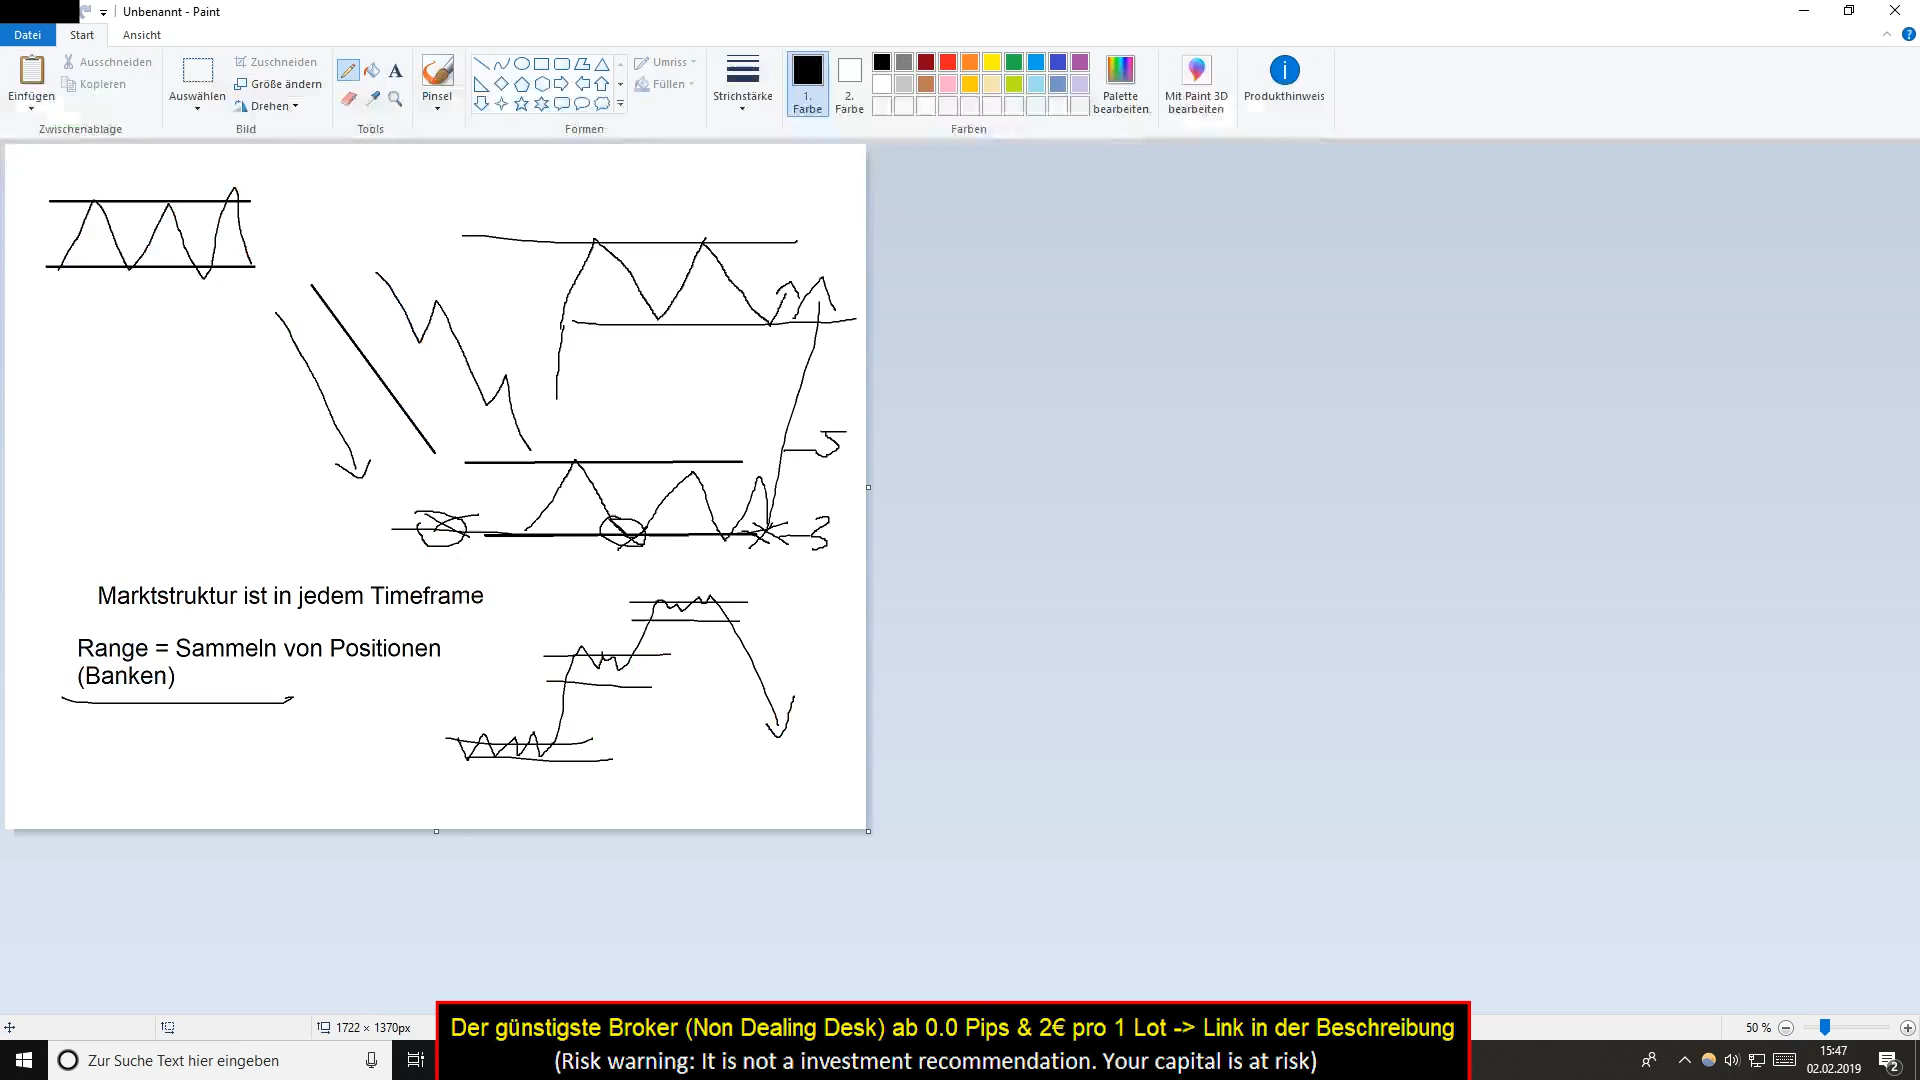 Unbenannt - Paint
Datei Start Ansicht
Einfügen
Ausschneiden
Kopieren
Zwischenablage
Auswählen
Zuschneiden
Größe ändern
Drehen
Bild
A
Tools
Pinsel
Umriss
Füllen
Formen
Strichstärke
1.
Farbe
2.
Farbe
Palette
bearbeiten
Farben
Mit Paint 3D
bearbeiten
Produkthinweis
5
3
Marktstruktur ist in jedem Timeframe
Range = Sammeln von Positionen
(Banken)
1722 × 1370px
50 %
Der günstigste Broker (Non Dealing Desk) ab 0.0 Pips & 2€ pro 1 Lot -> Link in der Beschreibung
(Risk warning: It is not a investment recommendation. Your capital is at risk)
Zur Suche Text hier eingeben
15:47
02.02.2019
2